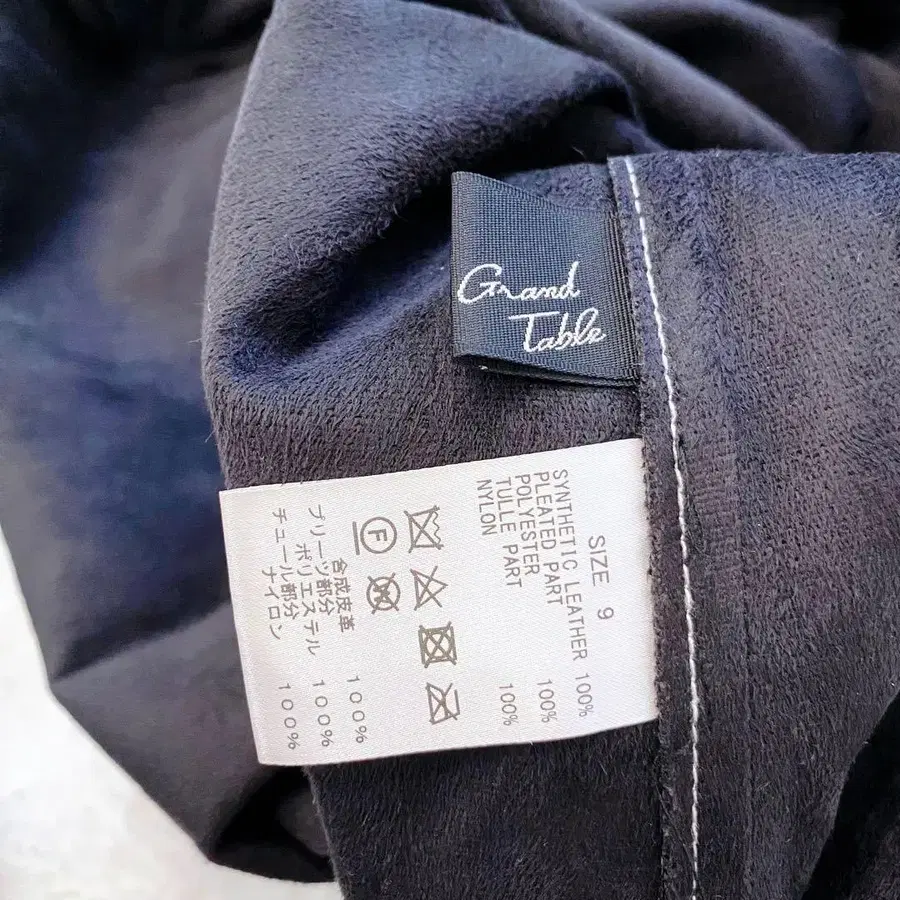 Grand
Table
SIZE 9
SYNTHETIC LEATHER 100%
PLEATED PART
POLYESTER 100%
TULLE PART
NYLON 100%
F
W
合成皮革 100%
プリーツ部分
ポリエステル 100%
チュール部分
ナイロン 100%